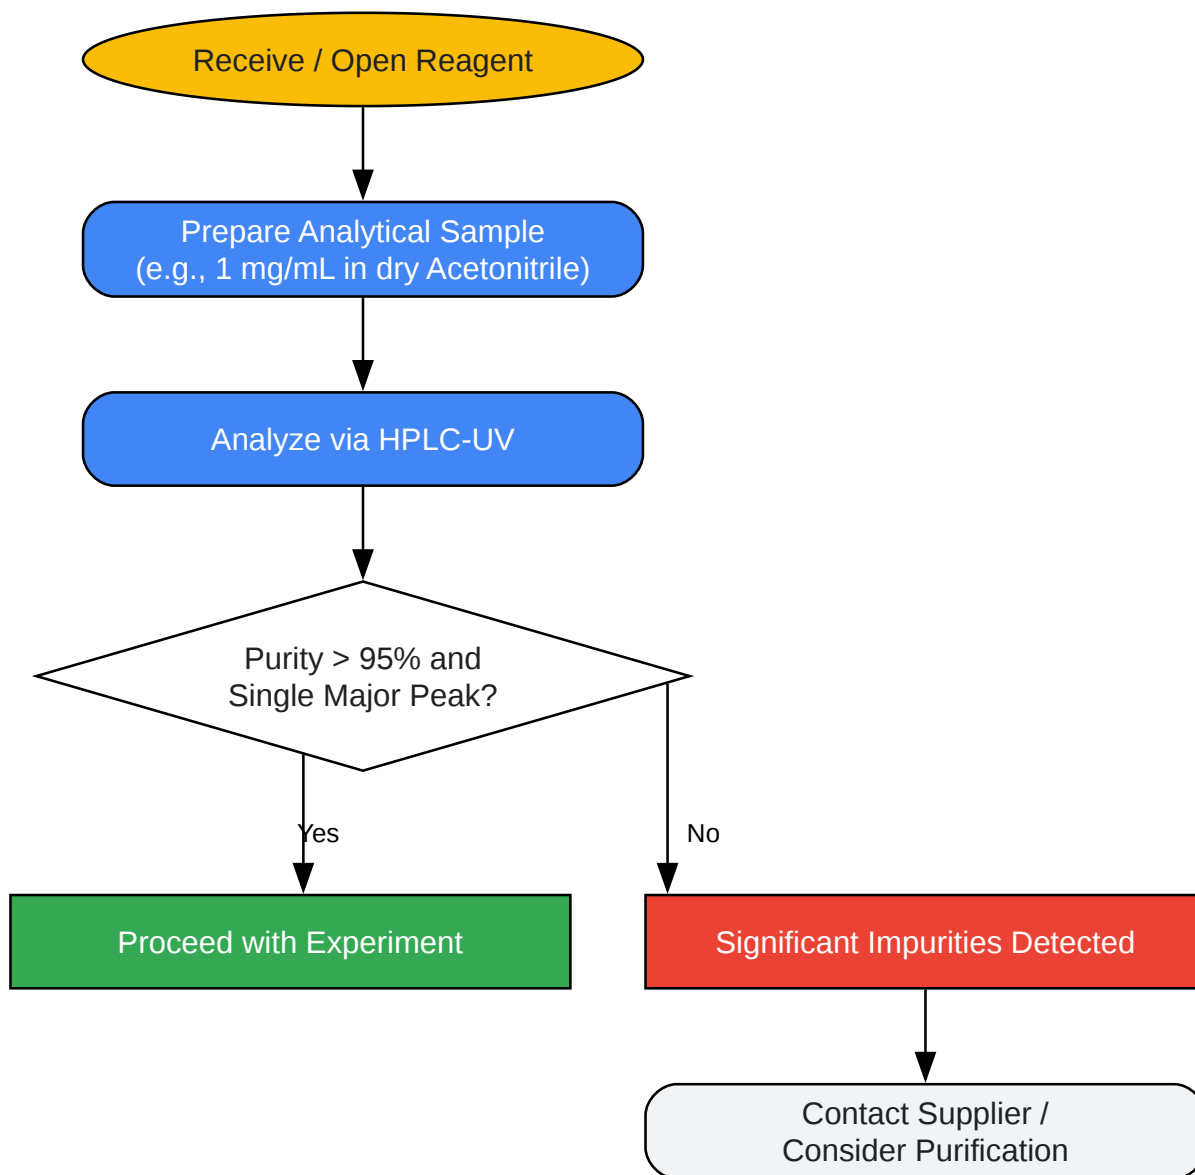 Receive / Open Reagent
Prepare Analytical Sample
(e.g., 1 mg/mL in dry Acetonitrile)
Analyze via HPLC-UV
Purity > 95% and
Single Major Peak?
Yes
No
Proceed with Experiment
Significant Impurities Detected
Contact Supplier /
Consider Purification